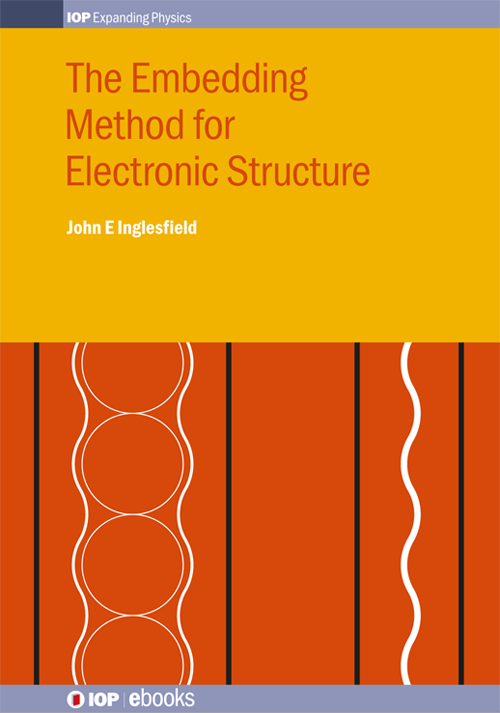 IOP Expanding Physics
The Embedding
Method for
Electronic Structure
John E Inglesfield
IOP | ebooks